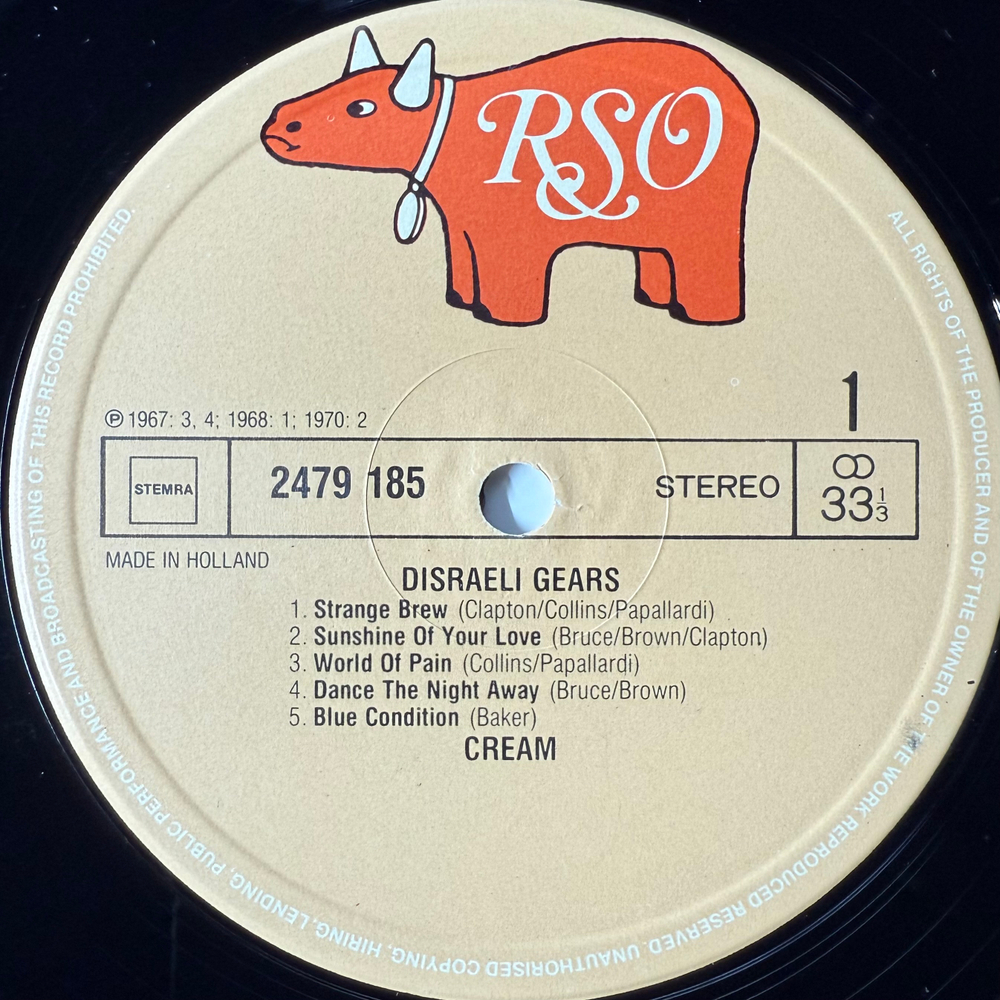 RSO
1
℗ 1967: 3, 4; 1968: 1; 1970: 2
STEMRA
2479 185
STEREO
33 1/3
MADE IN HOLLAND
DISRAELI GEARS
1. Strange Brew (Clapton/Collins/Papallardi)
2. Sunshine Of Your Love (Bruce/Brown/Clapton)
3. World Of Pain (Collins/Papallardi)
4. Dance The Night Away (Bruce/Brown)
5. Blue Condition (Baker)
CREAM
ALL RIGHTS OF THE PRODUCER AND OF THE OWNER OF THE WORK REPRODUCED RESERVED. UNAUTHORISED COPYING, HIRING, LENDING, PUBLIC PERFORMANCE AND BROADCASTING OF THIS RECORD PROHIBITED.